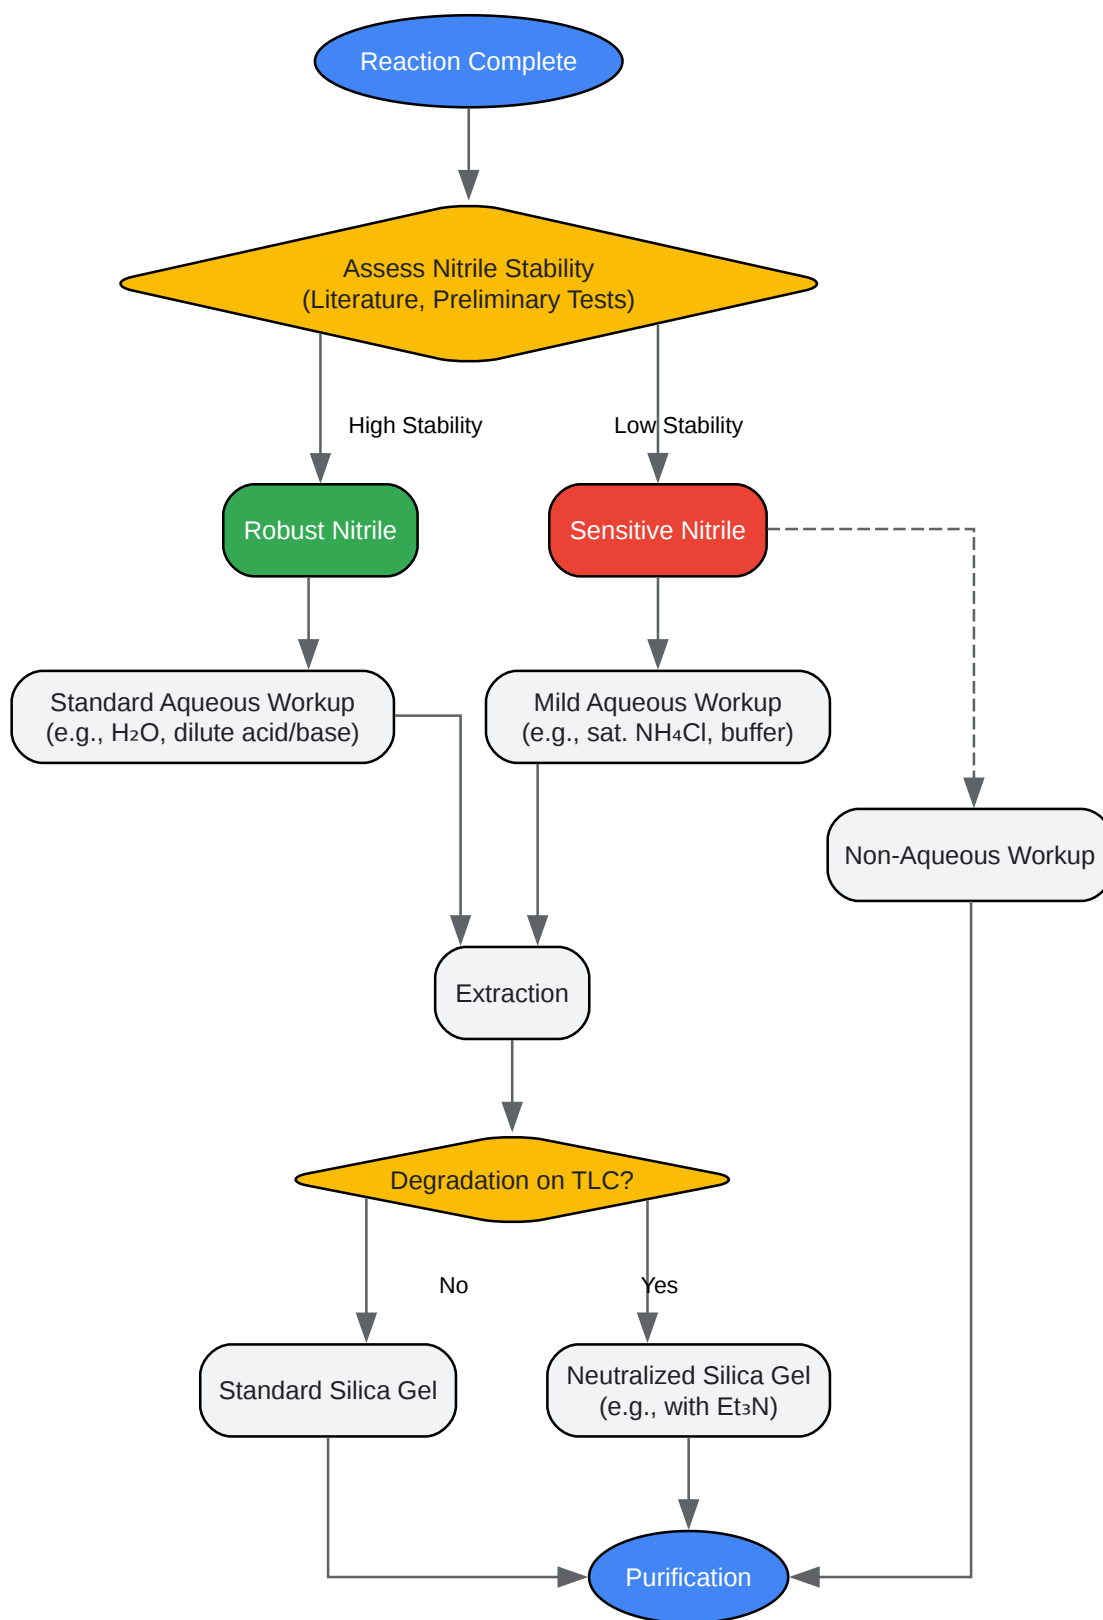 Reaction Complete
Assess Nitrile Stability
(Literature, Preliminary Tests)
High Stability
Low Stability
Robust Nitrile
Sensitive Nitrile
Standard Aqueous Workup
(e.g., H₂O, dilute acid/base)
Mild Aqueous Workup
(e.g., sat. NH₄Cl, buffer)
Non-Aqueous Workup
Extraction
Degradation on TLC?
No
Yes
Standard Silica Gel
Neutralized Silica Gel
(e.g., with Et₃N)
Purification